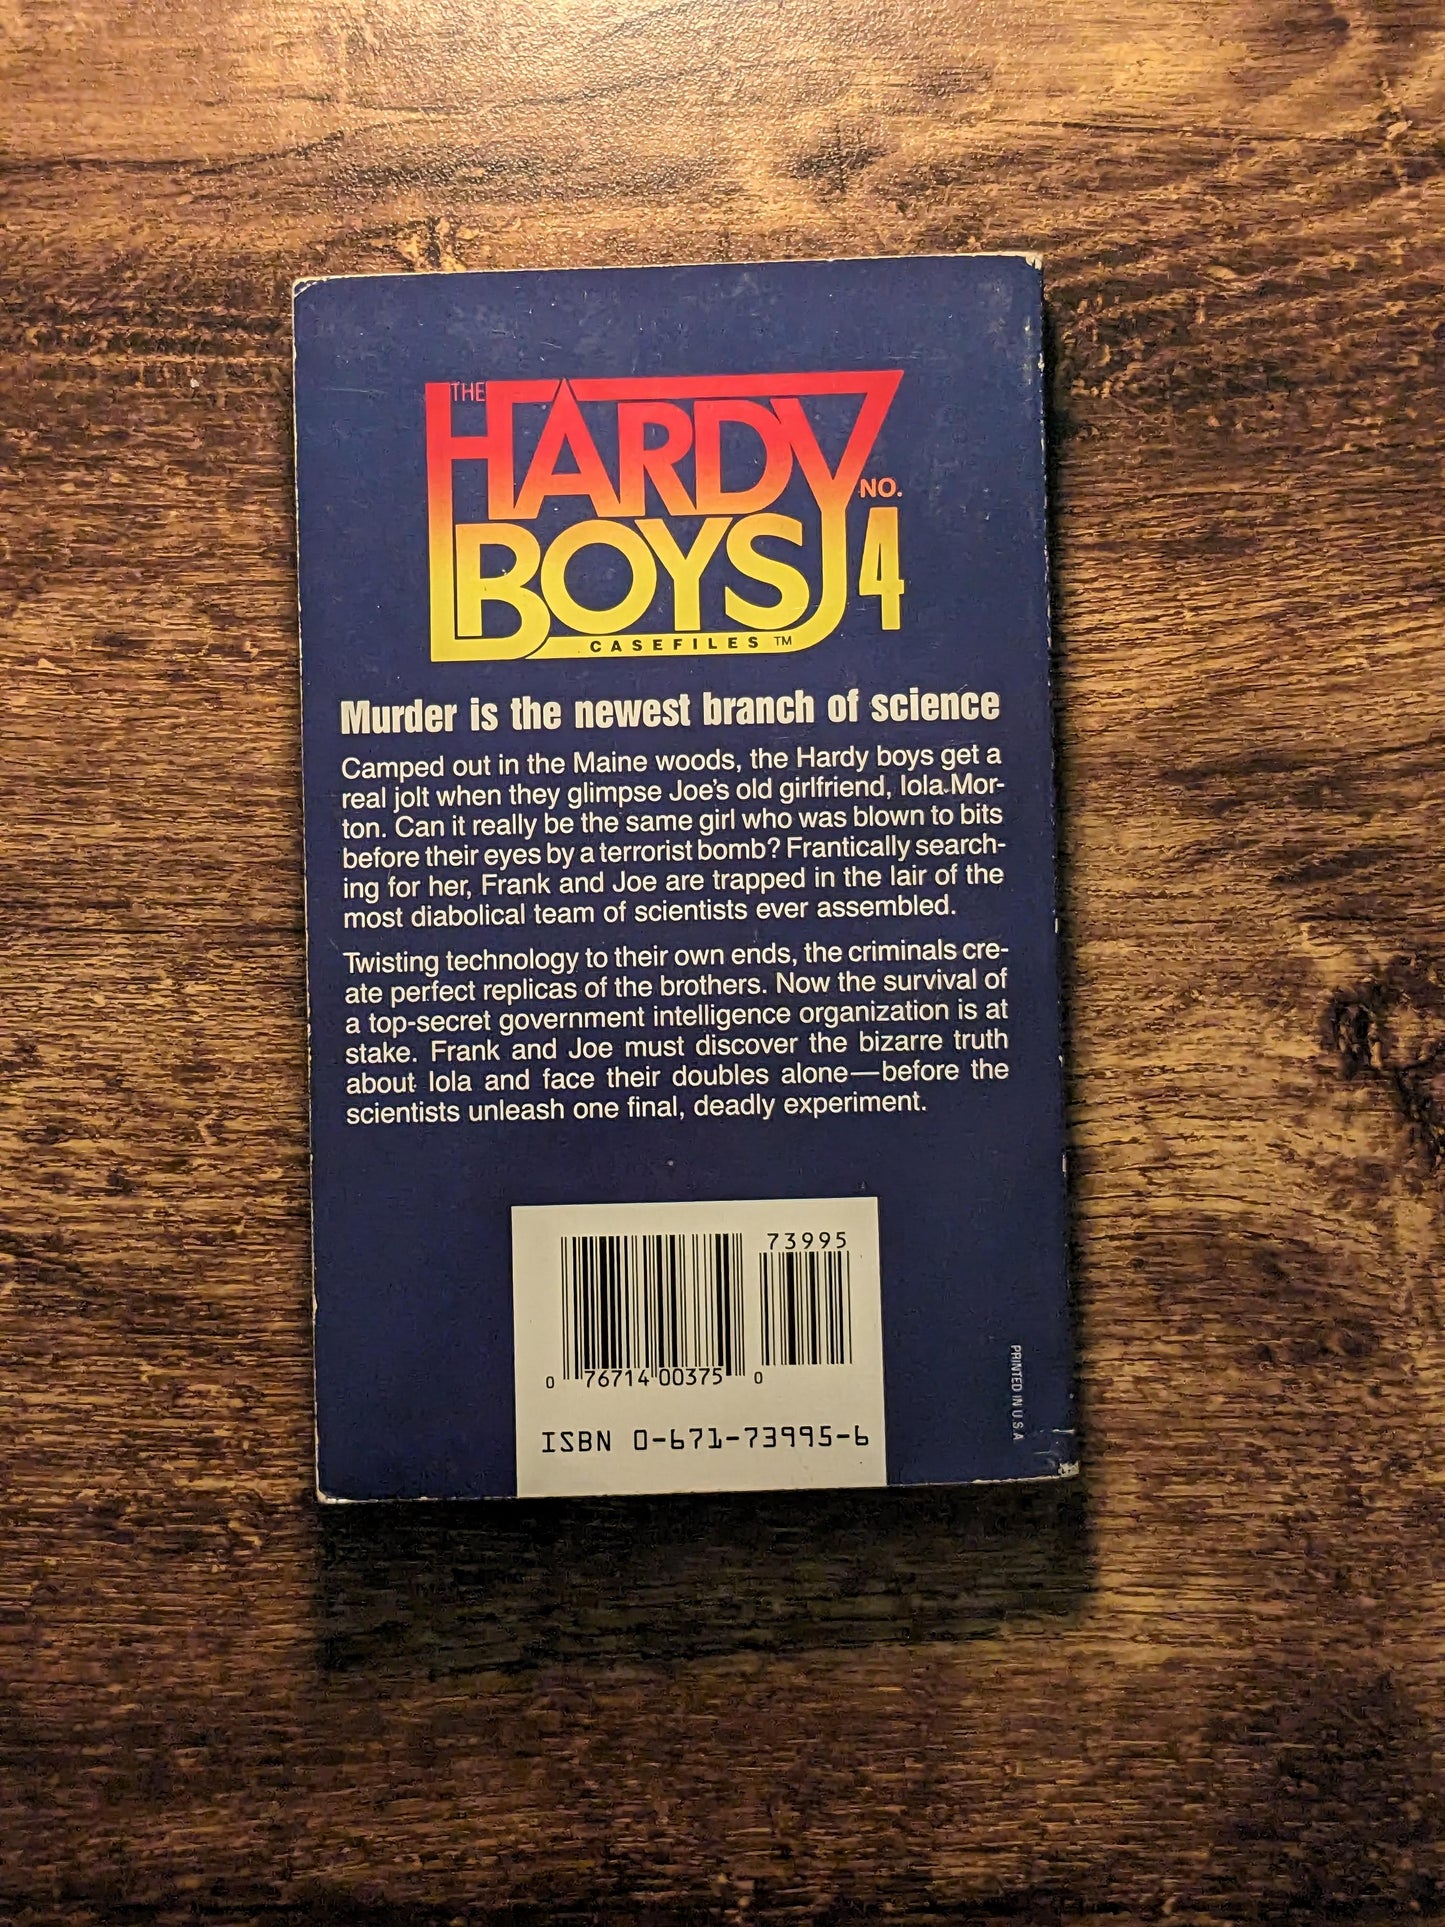 THE
HARDY
BOYS
NO.
4
CASEFILES™
Murder is the newest branch of science
Camped out in the Maine woods, the Hardy boys get a
real jolt when they glimpse Joe's old girlfriend, Iola Mor-
ton. Can it really be the same girl who was blown to bits
before their eyes by a terrorist bomb? Frantically search-
ing for her, Frank and Joe are trapped in the lair of the
most diabolical team of scientists ever assembled.
Twisting technology to their own ends, the criminals cre-
ate perfect replicas of the brothers. Now the survival of
a top-secret government intelligence organization is at
stake. Frank and Joe must discover the bizarre truth
about Iola and face their doubles alone—before the
scientists unleash one final, deadly experiment.
73995
0 76714 00375 0
ISBN 0-671-73995-6
PRINTED IN U.S.A